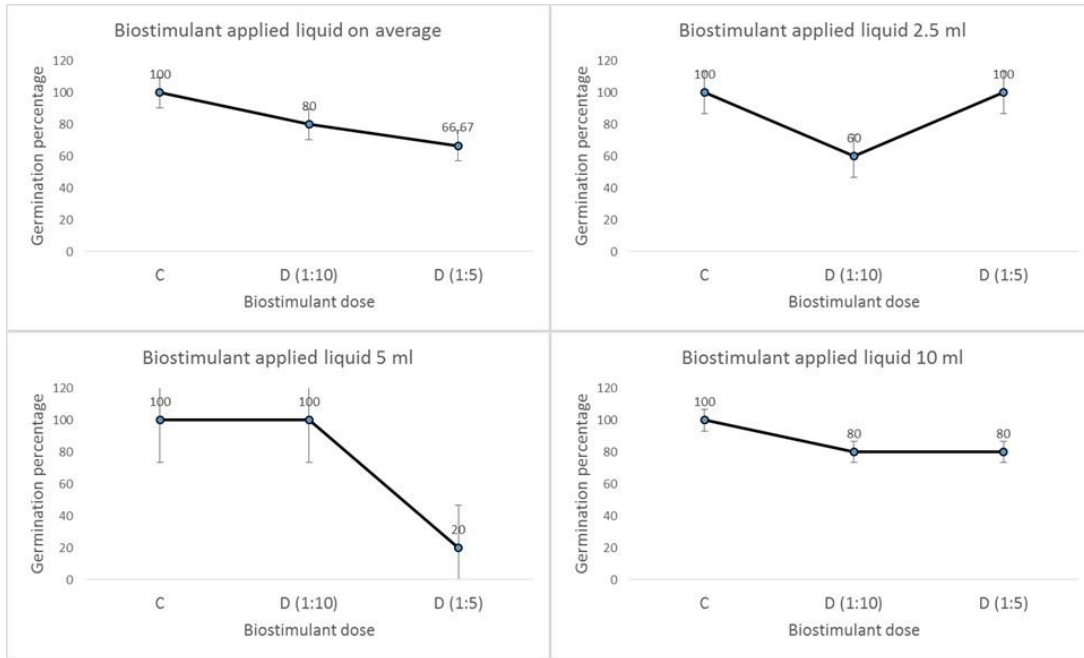 Biostimulant applied liquid on average
Germination percentage
120
100
80
60
40
20
0
100
80
66,67
C D (1:10) D (1:5)
Biostimulant dose
Biostimulant applied liquid 2.5 ml
Germination percentage
120
100
80
60
40
20
0
100
60
100
C D (1:10) D (1:5)
Biostimulant dose
Biostimulant applied liquid 5 ml
Germination percentage
120
100
80
60
40
20
0
100
100
20
C D (1:10) D (1:5)
Biostimulant dose
Biostimulant applied liquid 10 ml
Germination percentage
120
100
80
60
40
20
0
100
80
80
C D (1:10) D (1:5)
Biostimulant dose